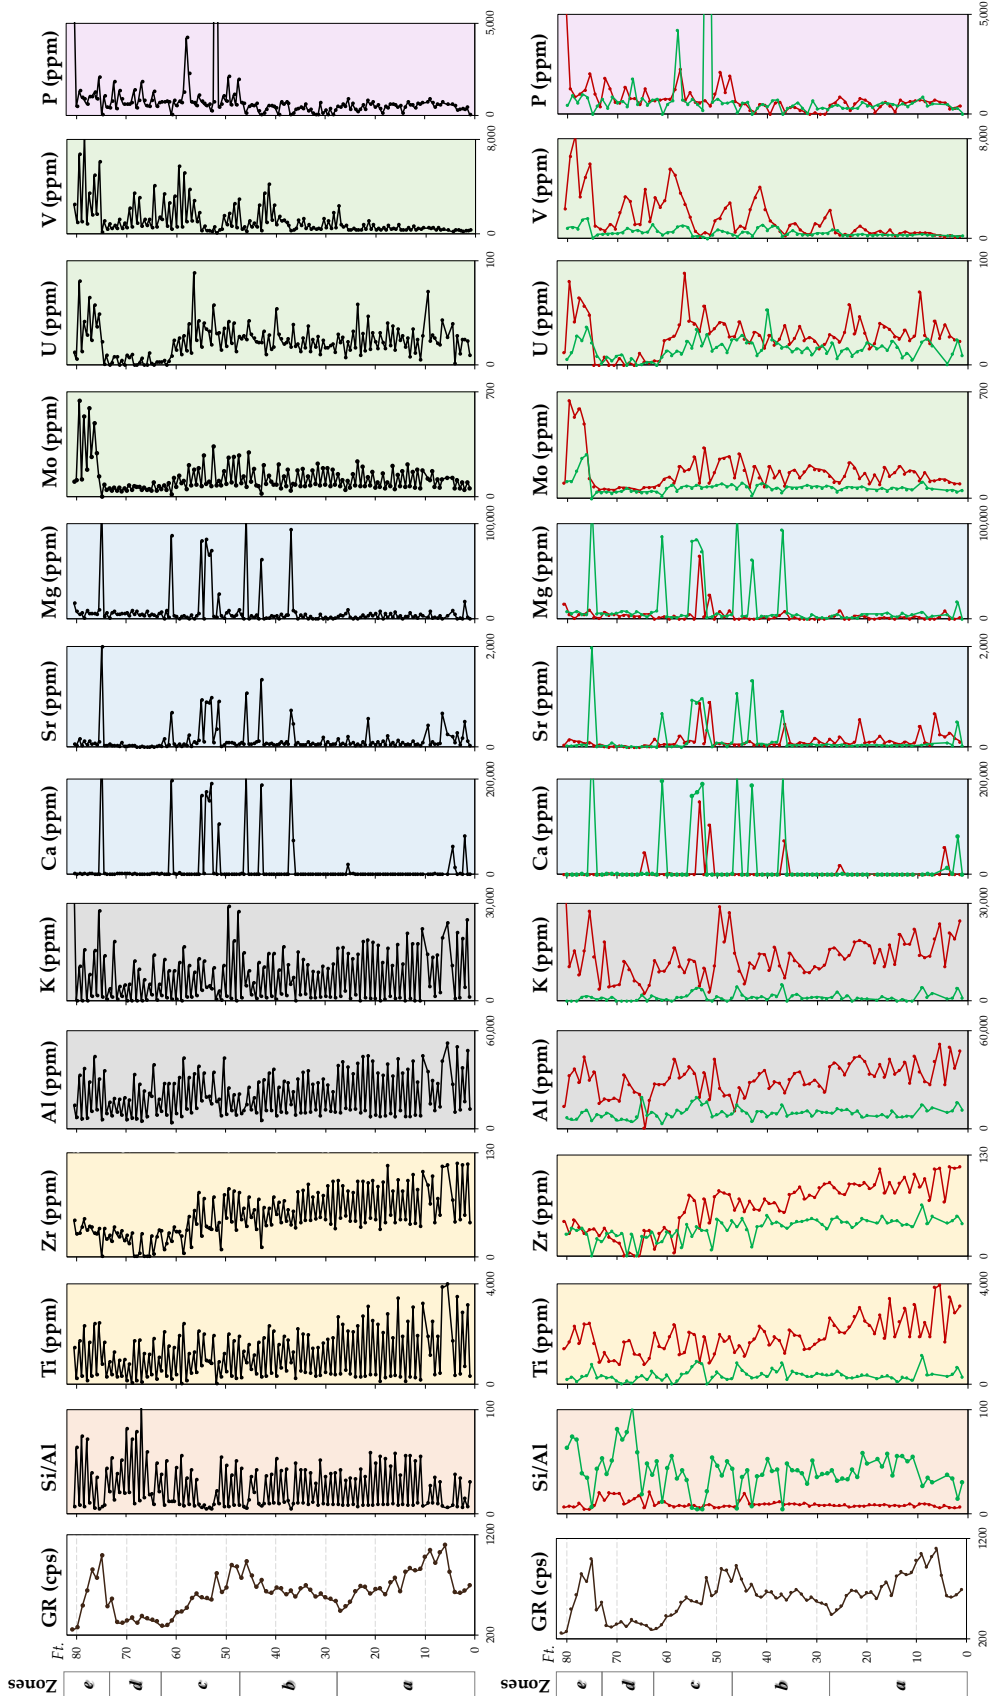 Zones
Ft.
GR (cps)
Si/Al
Ti (ppm)
Zr (ppm)
Al (ppm)
K (ppm)
Ca (ppm)
Sr (ppm)
Mg (ppm)
Mo (ppm)
U (ppm)
V (ppm)
P (ppm)
e
d
c
b
a
80
70
60
50
40
30
20
10
0
200
1200
0
100
0
4,000
0
130
0
60,000
0
30,000
0
200,000
0
2,000
0
100,000
0
700
0
100
0
8,000
0
5,000
Zones
Ft.
GR (cps)
Si/Al
Ti (ppm)
Zr (ppm)
Al (ppm)
K (ppm)
Ca (ppm)
Sr (ppm)
Mg (ppm)
Mo (ppm)
U (ppm)
V (ppm)
P (ppm)
e
d
c
b
a
80
70
60
50
40
30
20
10
0
200
1200
0
100
0
4,000
0
130
0
60,000
0
30,000
0
200,000
0
2,000
0
100,000
0
700
0
100
0
8,000
0
5,000